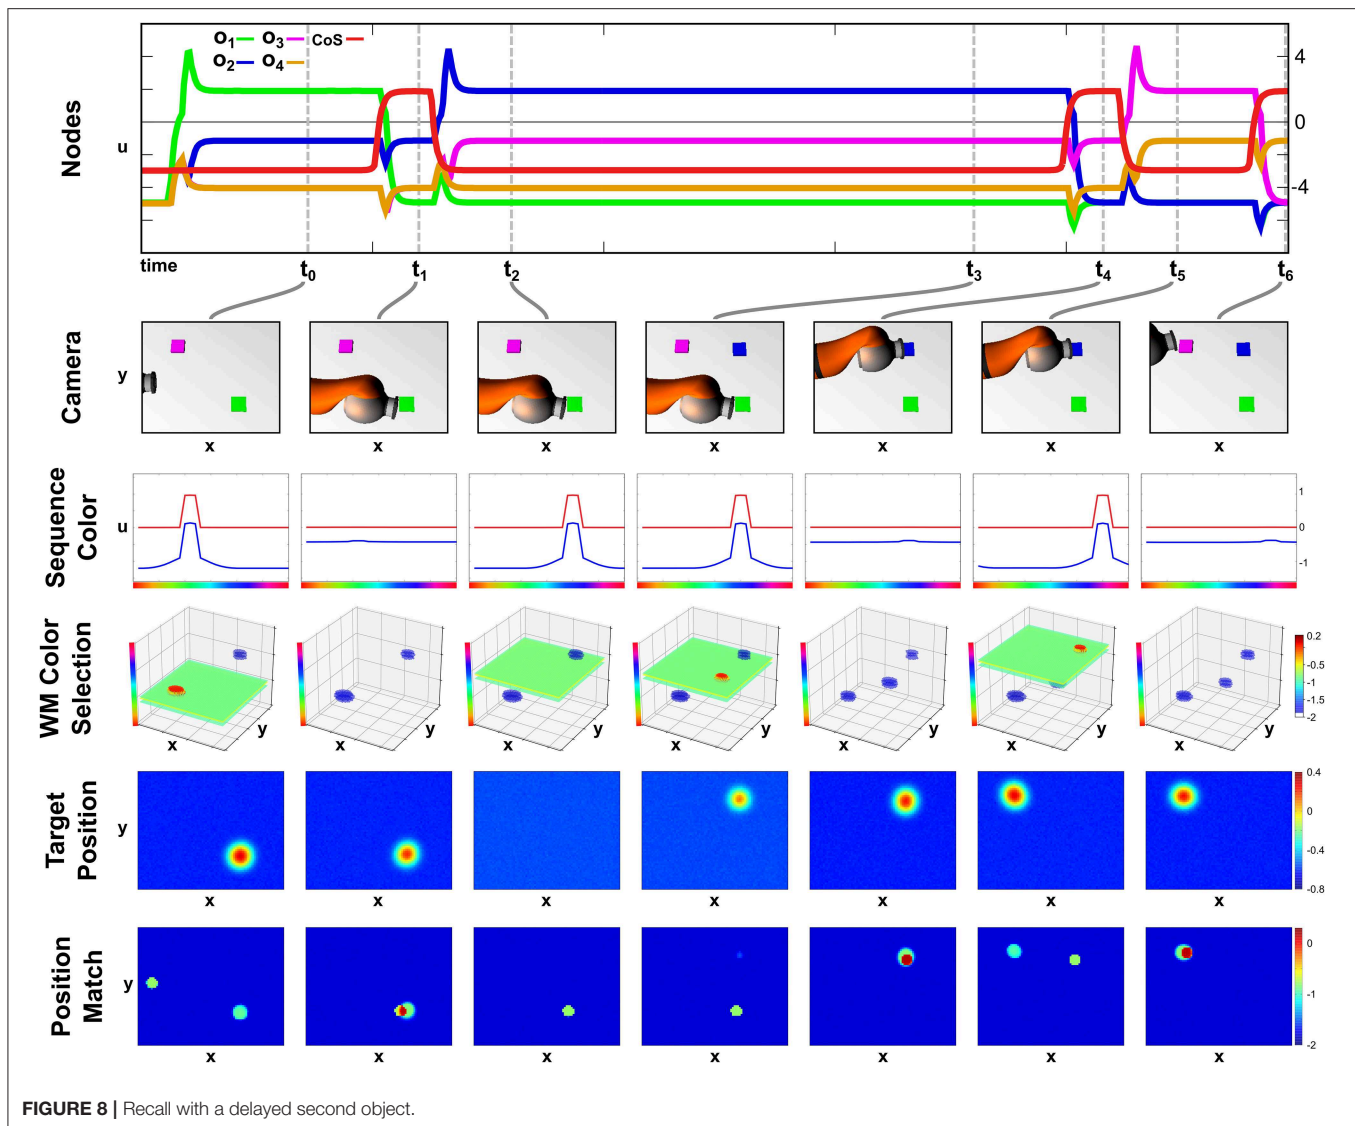 O1 O3 CoS
O2 O4
4
0
-4
Nodes
u
time
t0 t1 t2 t3 t4 t5 t6
Camera
y
x x x x x x x
Sequence
Color
u
1
0
-1
WM Color
Selection
x y x y x y x y x y x y x y
0.2
-0.5
-1
-1.5
-2
Target
Position
y
0.4
0
-0.4
-0.8
x x x x x x x
Position
Match
y
0
-1
-2
x x x x x x x
FIGURE 8 | Recall with a delayed second object.